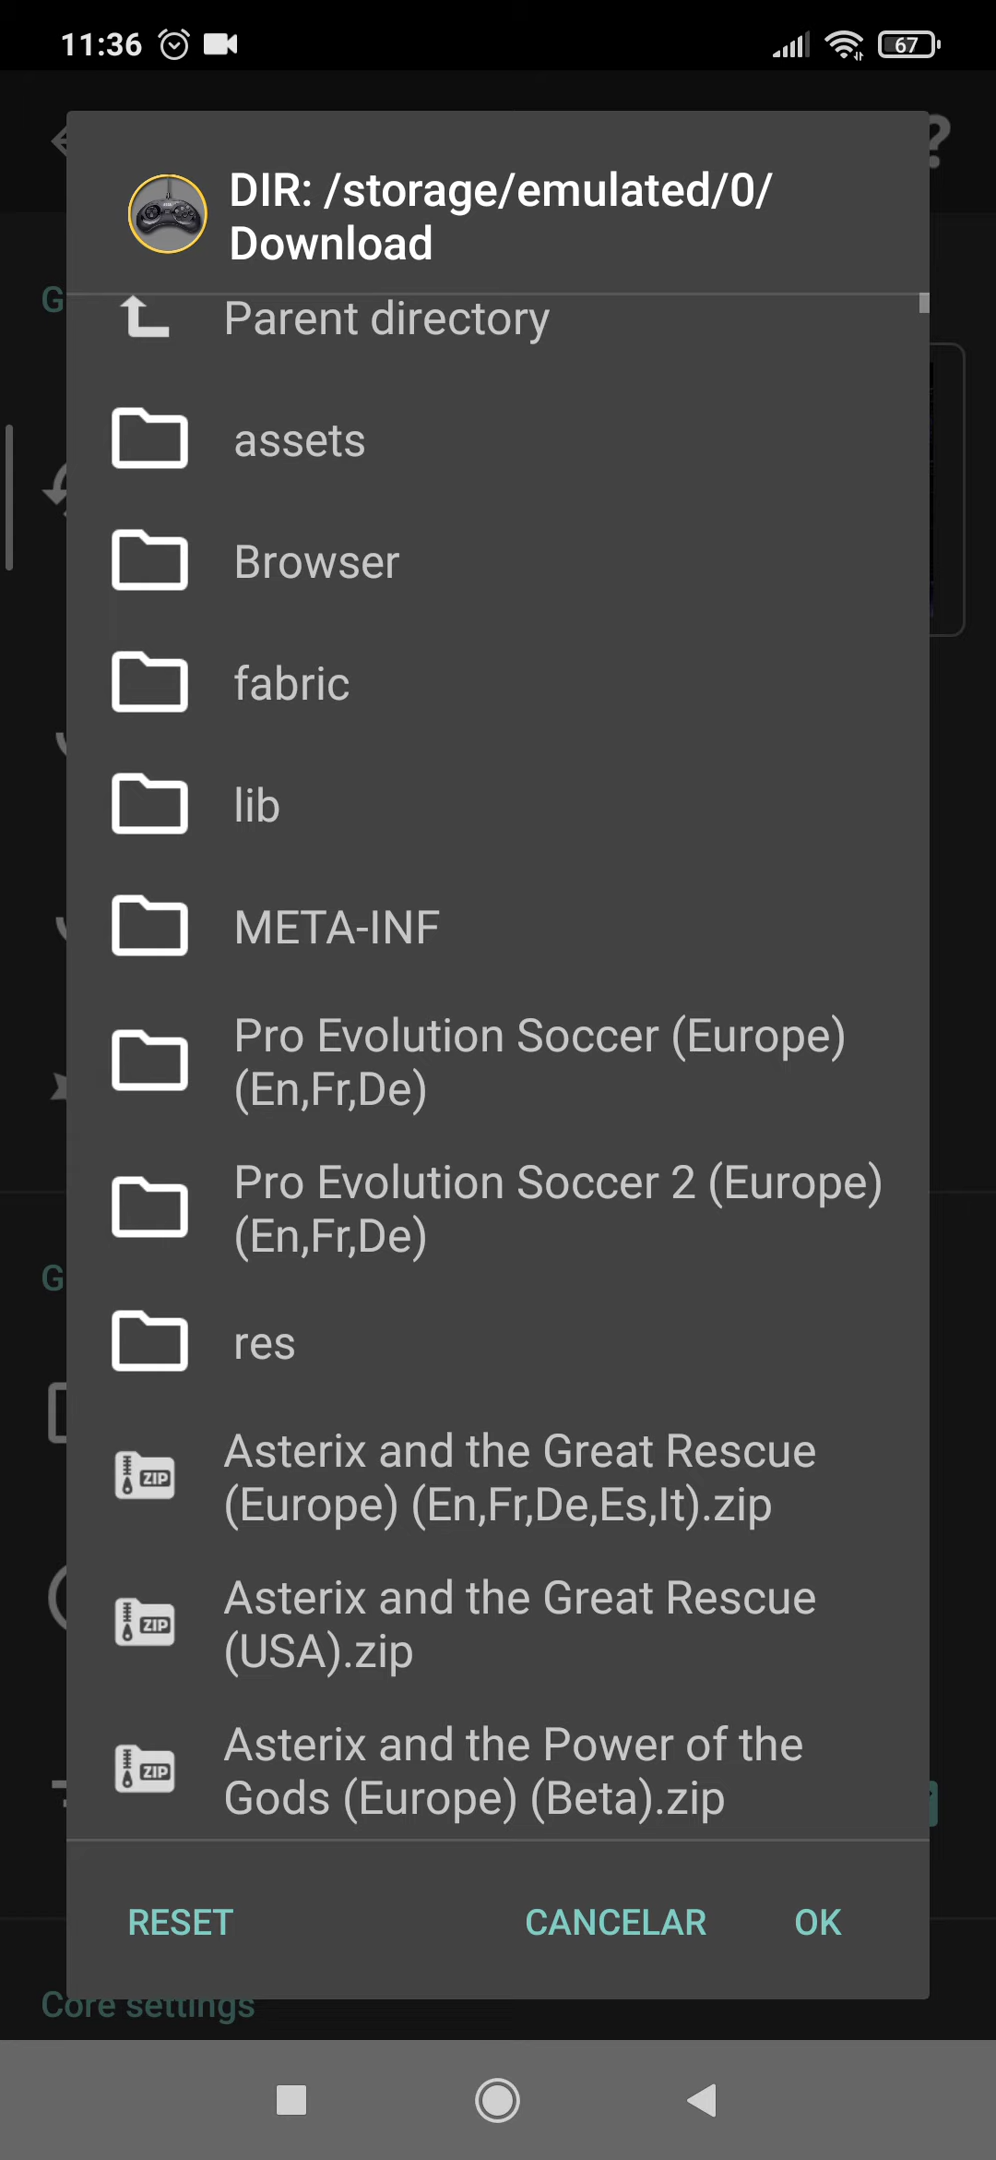 11:36
67
?
DIR: /storage/emulated/0/
Download
G
Parent directory
assets
Browser
fabric
lib
META-INF
Pro Evolution Soccer (Europe)
(En,Fr,De)
Pro Evolution Soccer 2 (Europe)
(En,Fr,De)
G
res
ZIP
Asterix and the Great Rescue
(Europe) (En,Fr,De,Es,It).zip
ZIP
Asterix and the Great Rescue
(USA).zip
ZIP
Asterix and the Power of the
Gods (Europe) (Beta).zip
RESET
CANCELAR
OK
Core settings